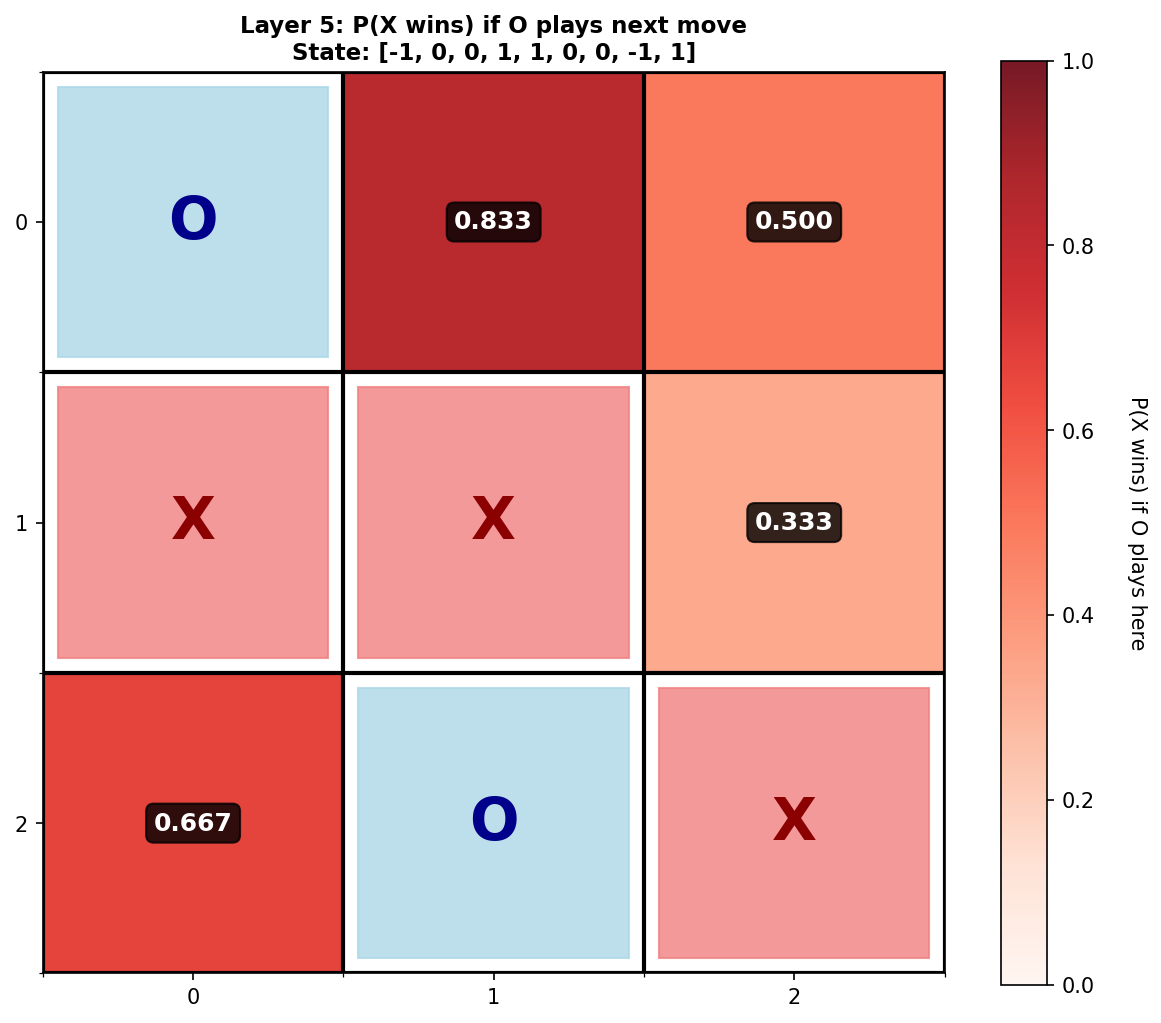 Layer 5: P(X wins) if O plays next move
State: [-1, 0, 0, 1, 1, 0, 0, -1, 1]
0
O
0.833
0.500
1
X
X
0.333
2
0.667
O
X
0
1
2
1.0
0.8
0.6
0.4
0.2
0.0
P(X wins) if O plays here